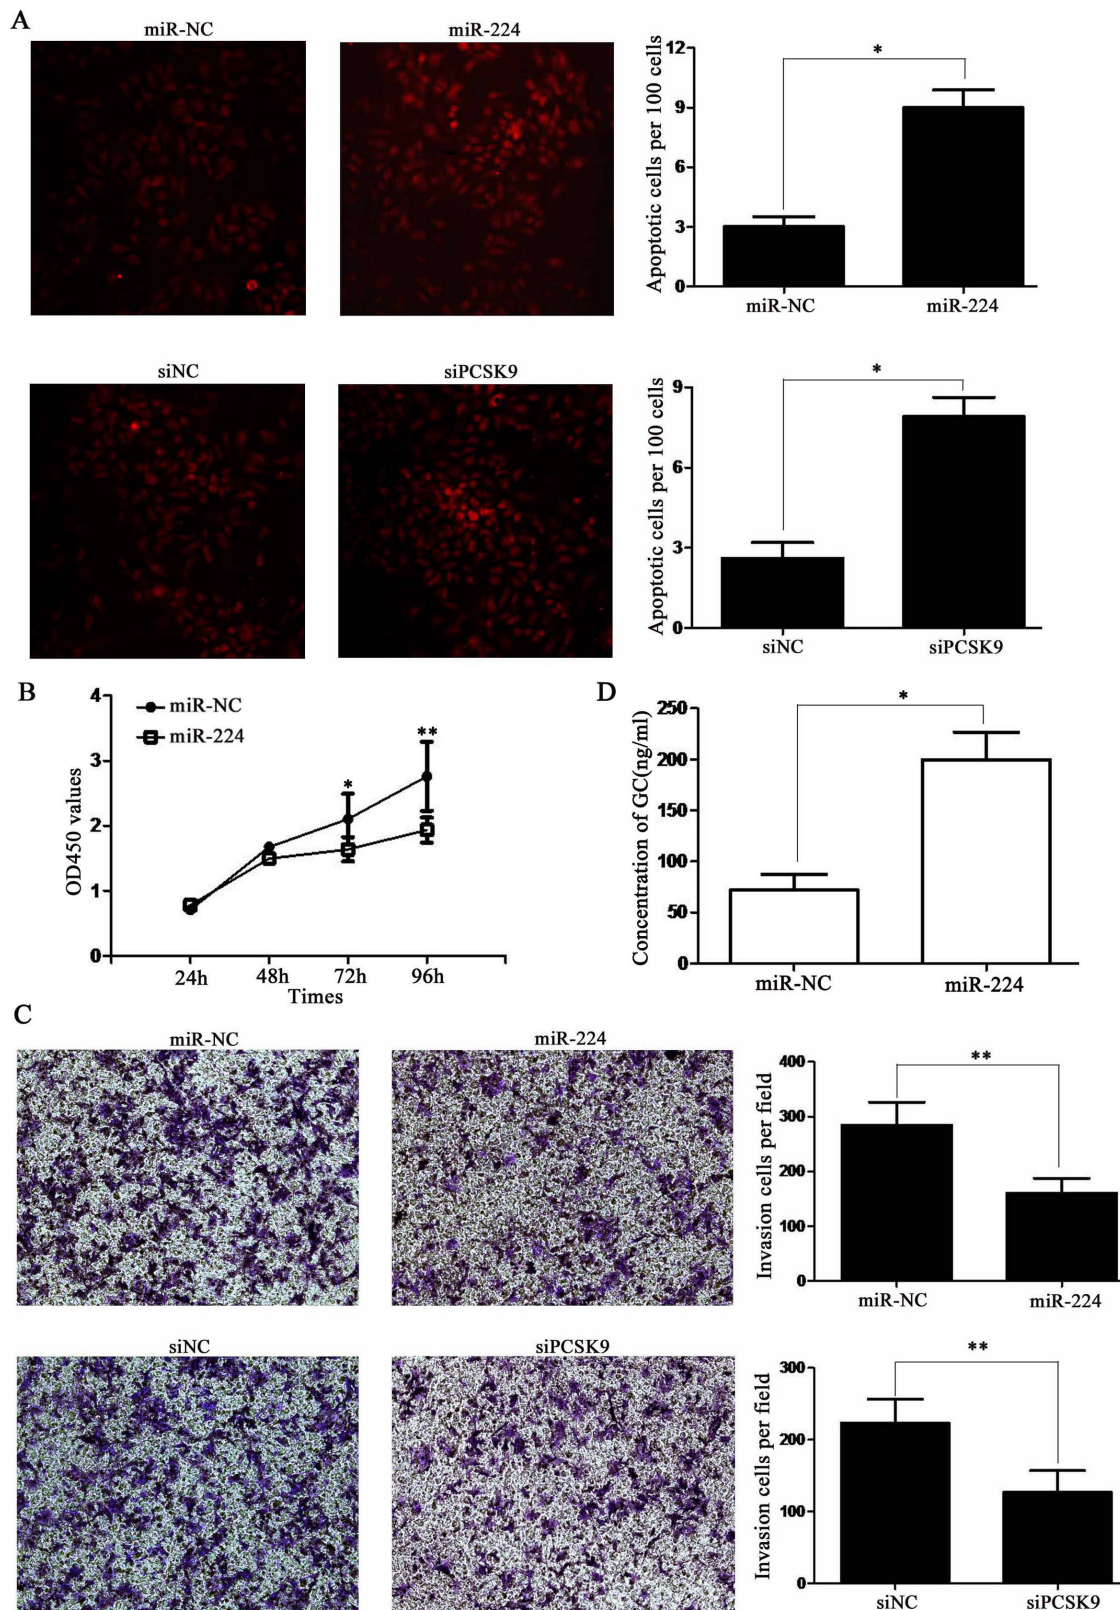 A
miR-NC
miR-224
Apoptotic cells per 100 cells
12
9
6
3
0
*
miR-NC
miR-224
siNC
siPCSK9
Apoptotic cells per 100 cells
9
6
3
0
*
siNC
siPCSK9
B
OD450 values
4
3
2
1
0
miR-NC
miR-224
*
**
24h 48h 72h 96h
Times
D
Concentration of GC(ng/ml)
250
200
150
100
50
0
*
miR-NC
miR-224
C
miR-NC
miR-224
Invasion cells per field
400
300
200
100
0
**
miR-NC
miR-224
siNC
siPCSK9
Invasion cells per field
300
200
100
0
**
siNC
siPCSK9